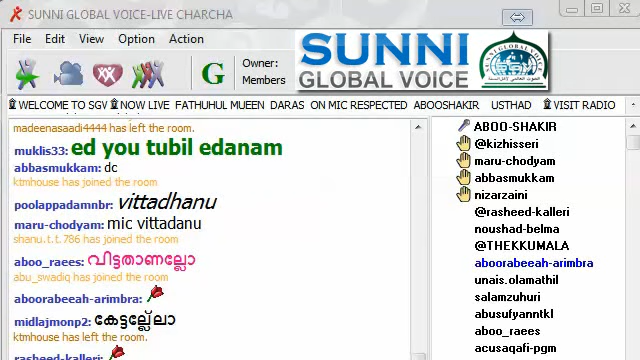 SUNNI GLOBAL VOICE-LIVE CHARCHA
File Edit View Option Action
G
Owner:
Members
SUNNI
GLOBAL VOICE
WELCOME TO SGV NOW LIVE FATHUHUL MUEEN DARAS ON MIC RESPECTED ABOOSHAKIR USTHAD VISIT RADIO
madeenasaadi4444 has left the room.
muklis33: ed you tubil edanam
abbasmukkam: dc
ktmhouse has joined the room
poolappadamnbr: vittadhanu
maru-chodyam: mic vittadanu
shanu.t.t.786 has joined the room
aboo_raees: വിട്ടതാണല്ലോ
abu_swadiq has joined the room
aboorabeeah-arimbra:
midlajmonp2: കേട്ടല്ലേ്ലാ
ktmhouse has left the room.
rasheed-kalleri:
ABOO-SHAKIR
@kizhisseri
maru-chodyam
abbasmukkam
nizarzaini
@rasheed-kalleri
noushad-belma
@THEKKUMALA
aboorabeeah-arimbra
unais.olamathil
salamzuhuri
abusufyanntkl
aboo_raees
acusaqafi-pgm